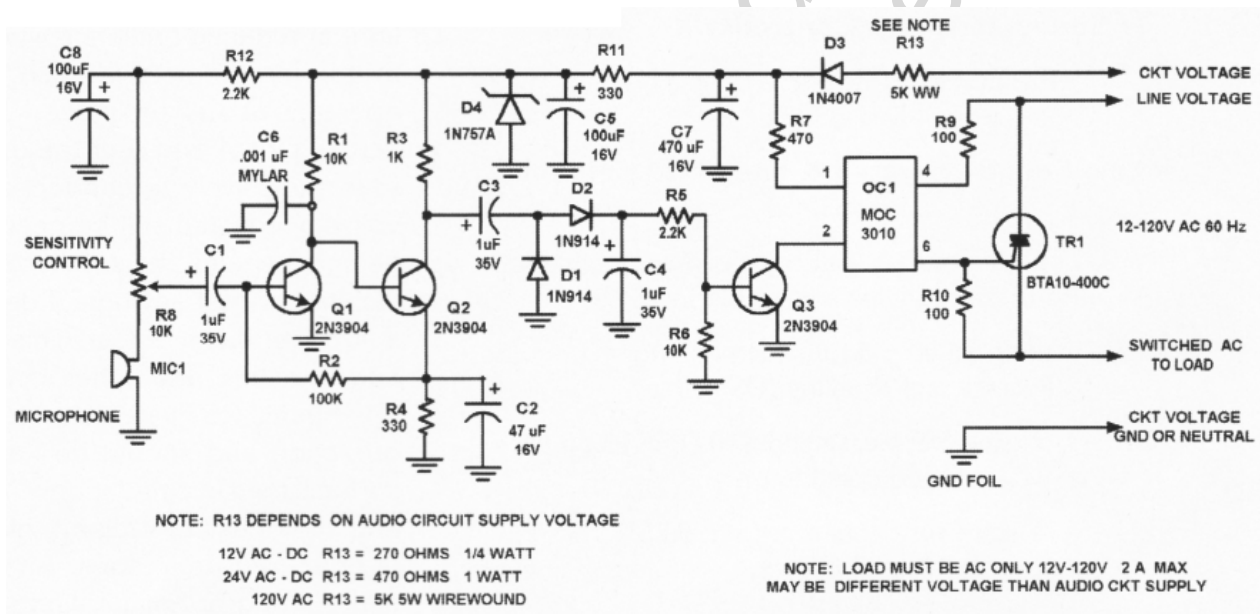 C8
100uF
16V
+
R12
2.2K
C6
.001 uF
MYLAR
R1
10K
R3
1K
D4
1N757A
+
C5
100uF
16V
R11
330
+
C7
470 uF
16V
D3
1N4007
SEE NOTE
R13
5K WW
CKT VOLTAGE
LINE VOLTAGE
R7
470
R9
100
1
OC1
MOC
3010
4
2
6
TR1
BTA10-400C
12-120V AC 60 Hz
R10
100
SENSITIVITY
CONTROL
R8
10K
+
C1
1uF
35V
Q1
2N3904
Q2
2N3904
+
C3
1uF
35V
D2
1N914
D1
1N914
+
C4
1uF
35V
R5
2.2K
R6
10K
Q3
2N3904
MIC1
MICROPHONE
R2
100K
R4
330
+
C2
47 uF
16V
SWITCHED AC
TO LOAD
CKT VOLTAGE
GND OR NEUTRAL
GND FOIL
NOTE: R13 DEPENDS ON AUDIO CIRCUIT SUPPLY VOLTAGE
12V AC - DC R13 = 270 OHMS 1/4 WATT
24V AC - DC R13 = 470 OHMS 1 WATT
120V AC R13 = 5K 5W WIREWOUND
NOTE: LOAD MUST BE AC ONLY 12V-120V 2 A MAX
MAY BE DIFFERENT VOLTAGE THAN AUDIO CKT SUPPLY